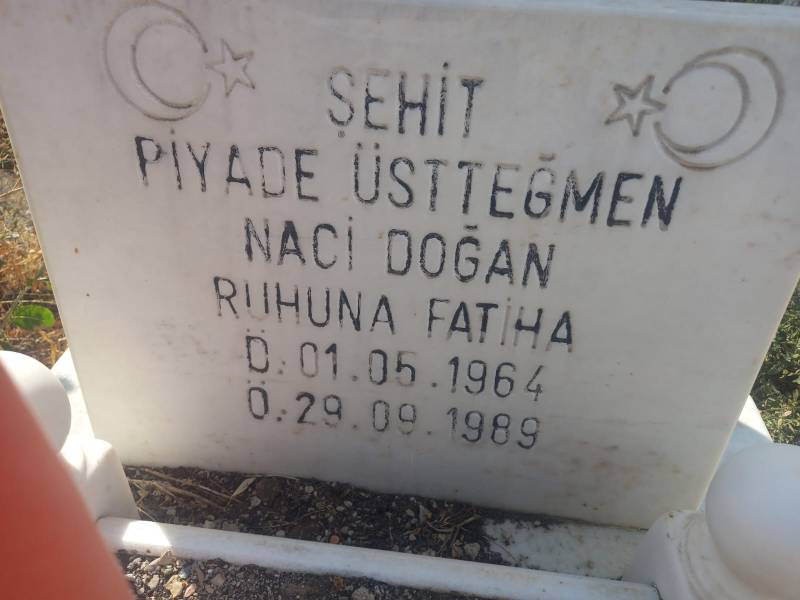 ŞEHİT
PİYADE ÜSTTEĞMEN
NACİ DOĞAN
RUHUNA FATİHA
D: 01.05.1964
Ö: 29.09.1989